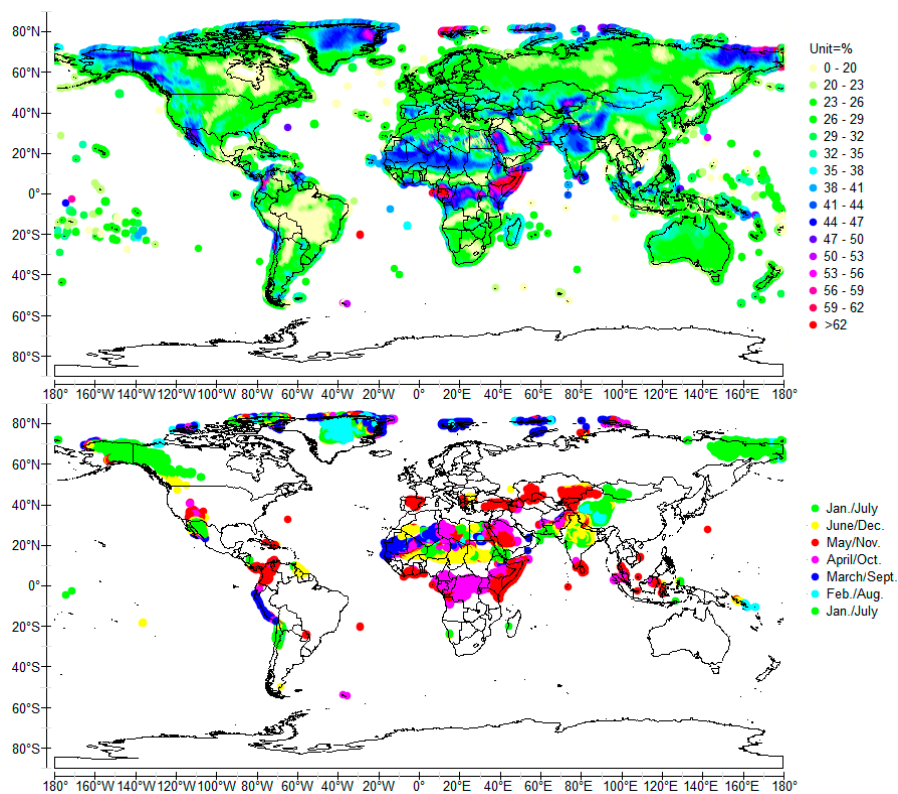 80°N
60°N
40°N
20°N
0°
20°S
40°S
60°S
80°S
180° 160°W 140°W 120°W 100°W 80°W 60°W 40°W 20°W 0°E 20°E 40°E 60°E 80°E 100°E 120°E 140°E 160°E 180°
Unit=%
0 - 20
20 - 23
23 - 26
26 - 29
29 - 32
32 - 35
35 - 38
38 - 41
41 - 44
44 - 47
47 - 50
50 - 53
53 - 56
56 - 59
59 - 62
>62
80°N
60°N
40°N
20°N
0°
20°S
40°S
60°S
80°S
180° 160°W 140°W 120°W 100°W 80°W 60°W 40°W 20°W 0°E 20°E 40°E 60°E 80°E 100°E 120°E 140°E 160°E 180°
Jan./July
June/Dec.
May/Nov.
April/Oct.
March/Sept.
Feb./Aug.
Jan./July